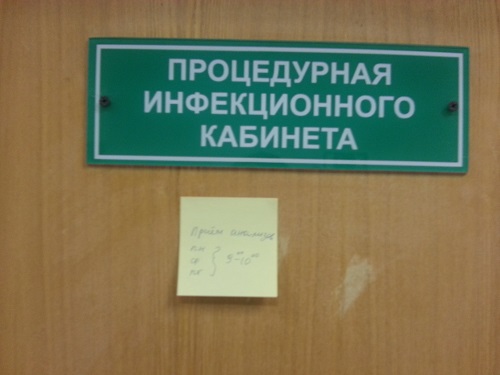 ПРОЦЕДУРНАЯ
ИНФЕКЦИОННОГО
КАБИНЕТА
Приём анализов
пн
ср
пт
9⁰⁰-10⁰⁰